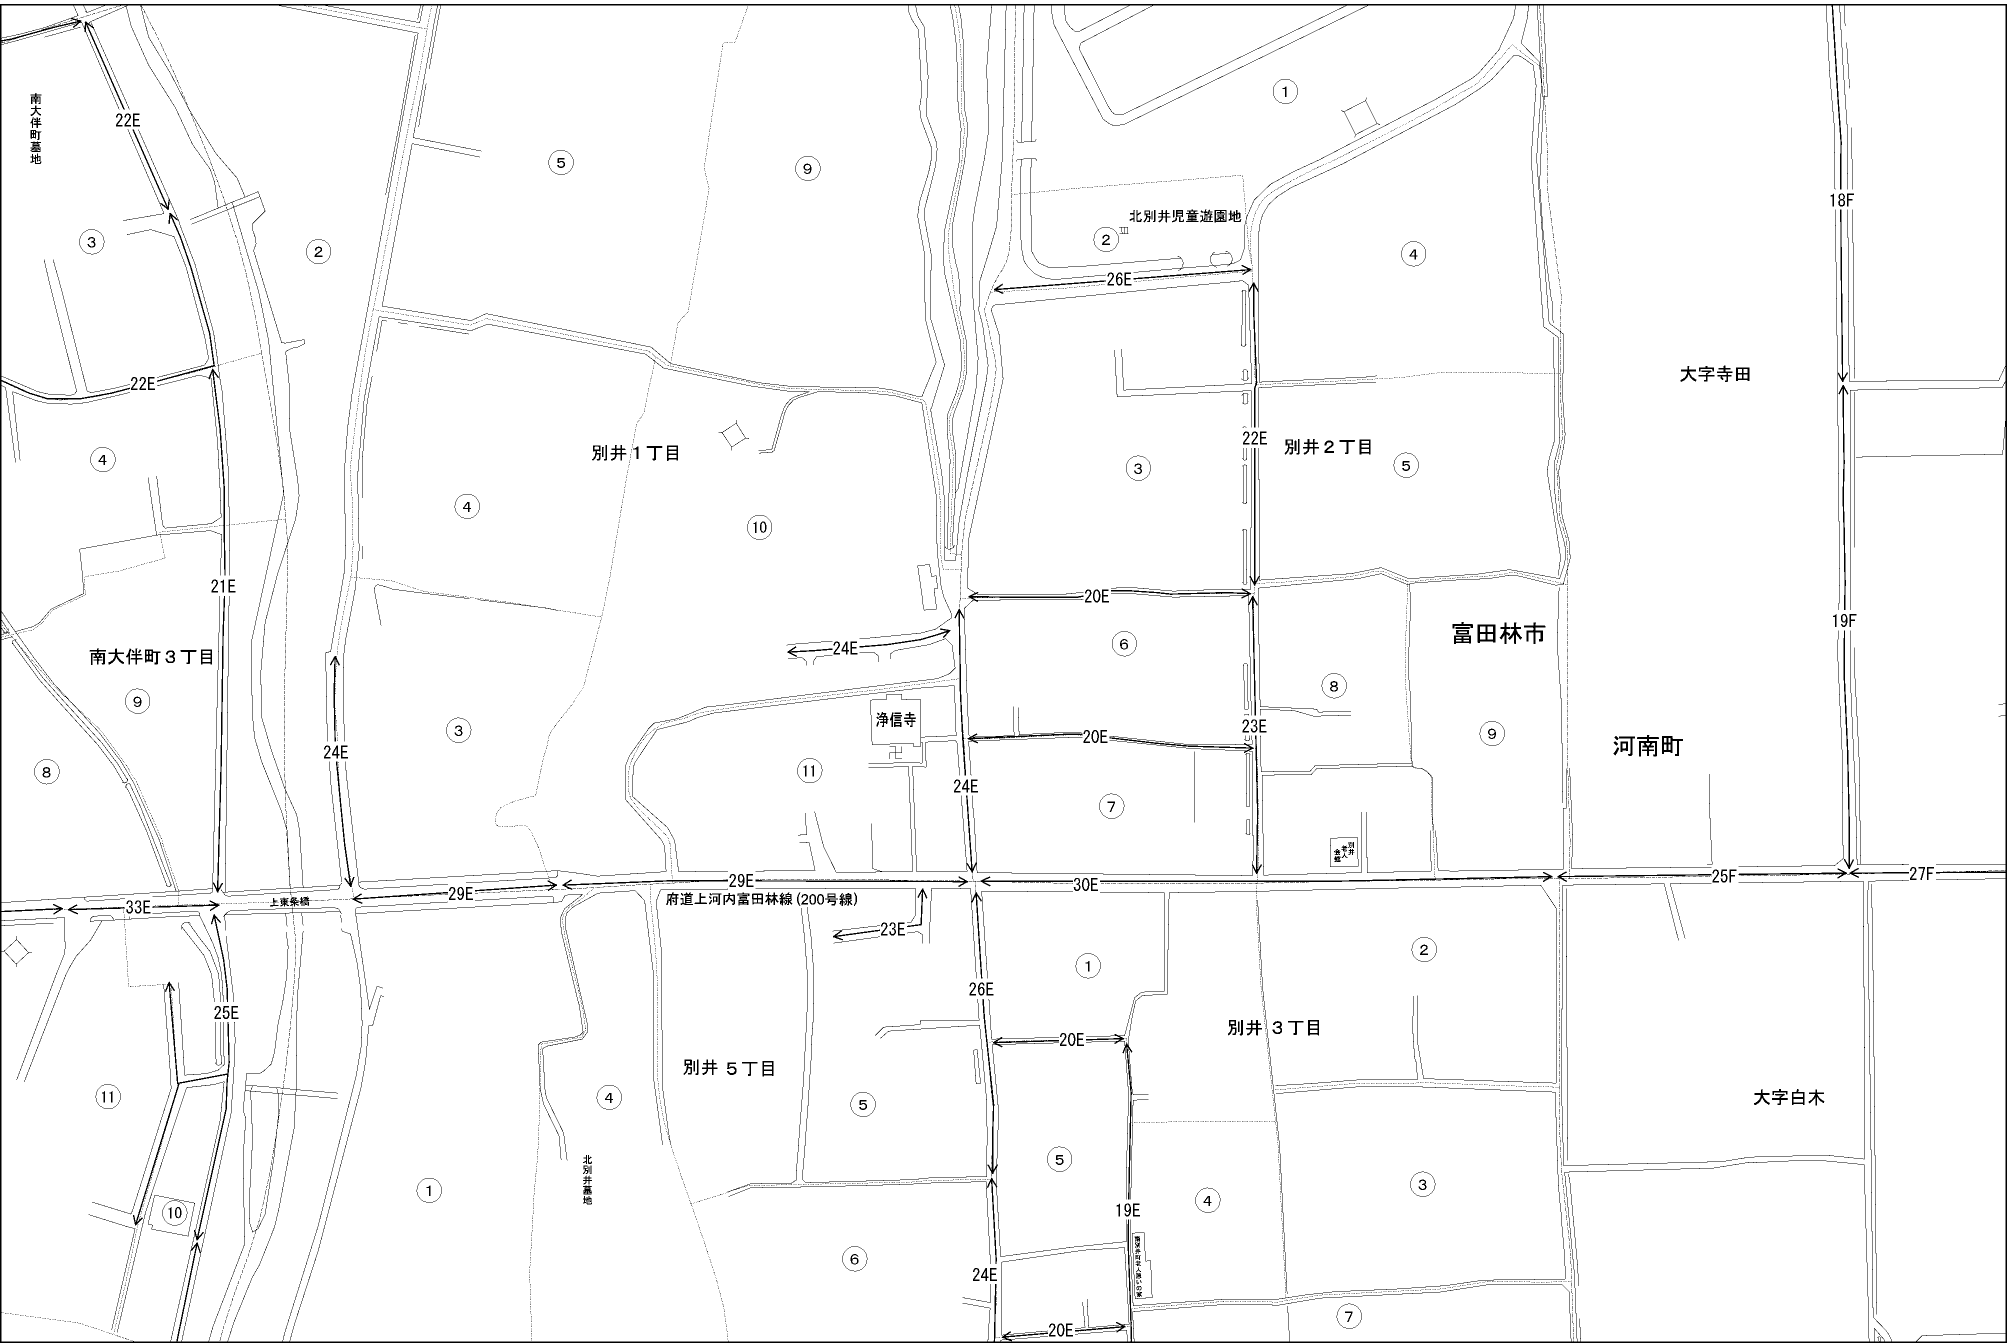 22E
南大伴町墓地
①
⑤
⑨
18F
北別井児童遊園地
②
③
②
④
26E
大字寺田
22E
別井１丁目
22E
別井２丁目
④
③
⑤
④
⑩
21E
20E
19F
富田林市
24E
⑥
南大伴町３丁目
⑨
⑧
浄信寺
③
23E
⑨
20E
河南町
24E
⑧
⑪
24E
⑦
別井老人会館
29E
29E
30E
25F
27F
33E
上東条橋
府道上河内富田林線(200号線)
23E
②
①
26E
25E
別井 ３丁目
20E
別井 ５丁目
⑪
④
⑤
大字白木
北別井墓地
①
⑤
③
④
⑩
19E
⑥
24E
⑦
20E